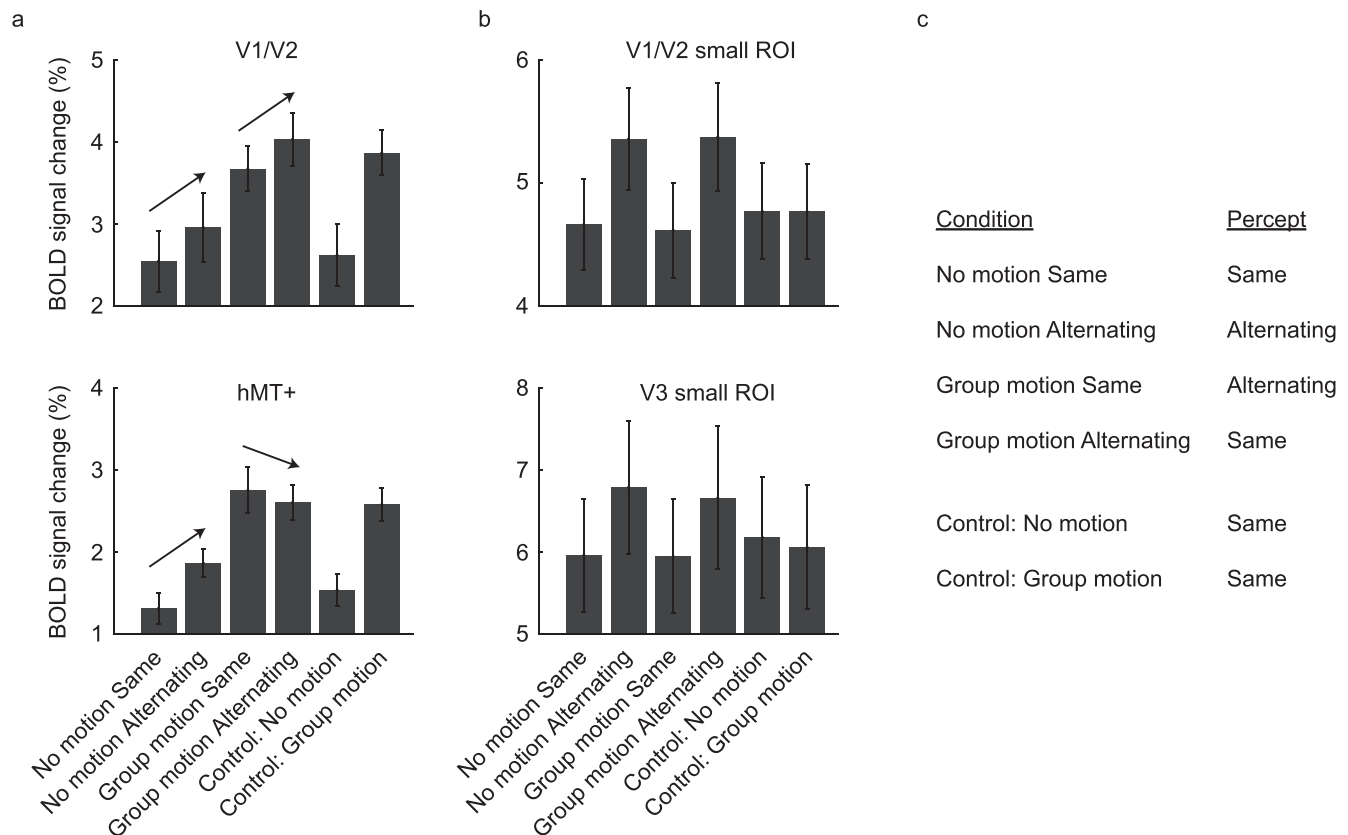 a
V1/V2
BOLD signal change (%)
5
4
3
2
hMT+
BOLD signal change (%)
4
3
2
1
No motion Same
No motion Alternating
Group motion Same
Group motion Alternating
Control: No motion
Control: Group motion
b
V1/V2 small ROI
6
5
4
V3 small ROI
8
7
6
5
No motion Same
No motion Alternating
Group motion Same
Group motion Alternating
Control: No motion
Control: Group motion
c
Condition Percept
No motion Same Same
No motion Alternating Alternating
Group motion Same Alternating
Group motion Alternating Same
Control: No motion Same
Control: Group motion Same